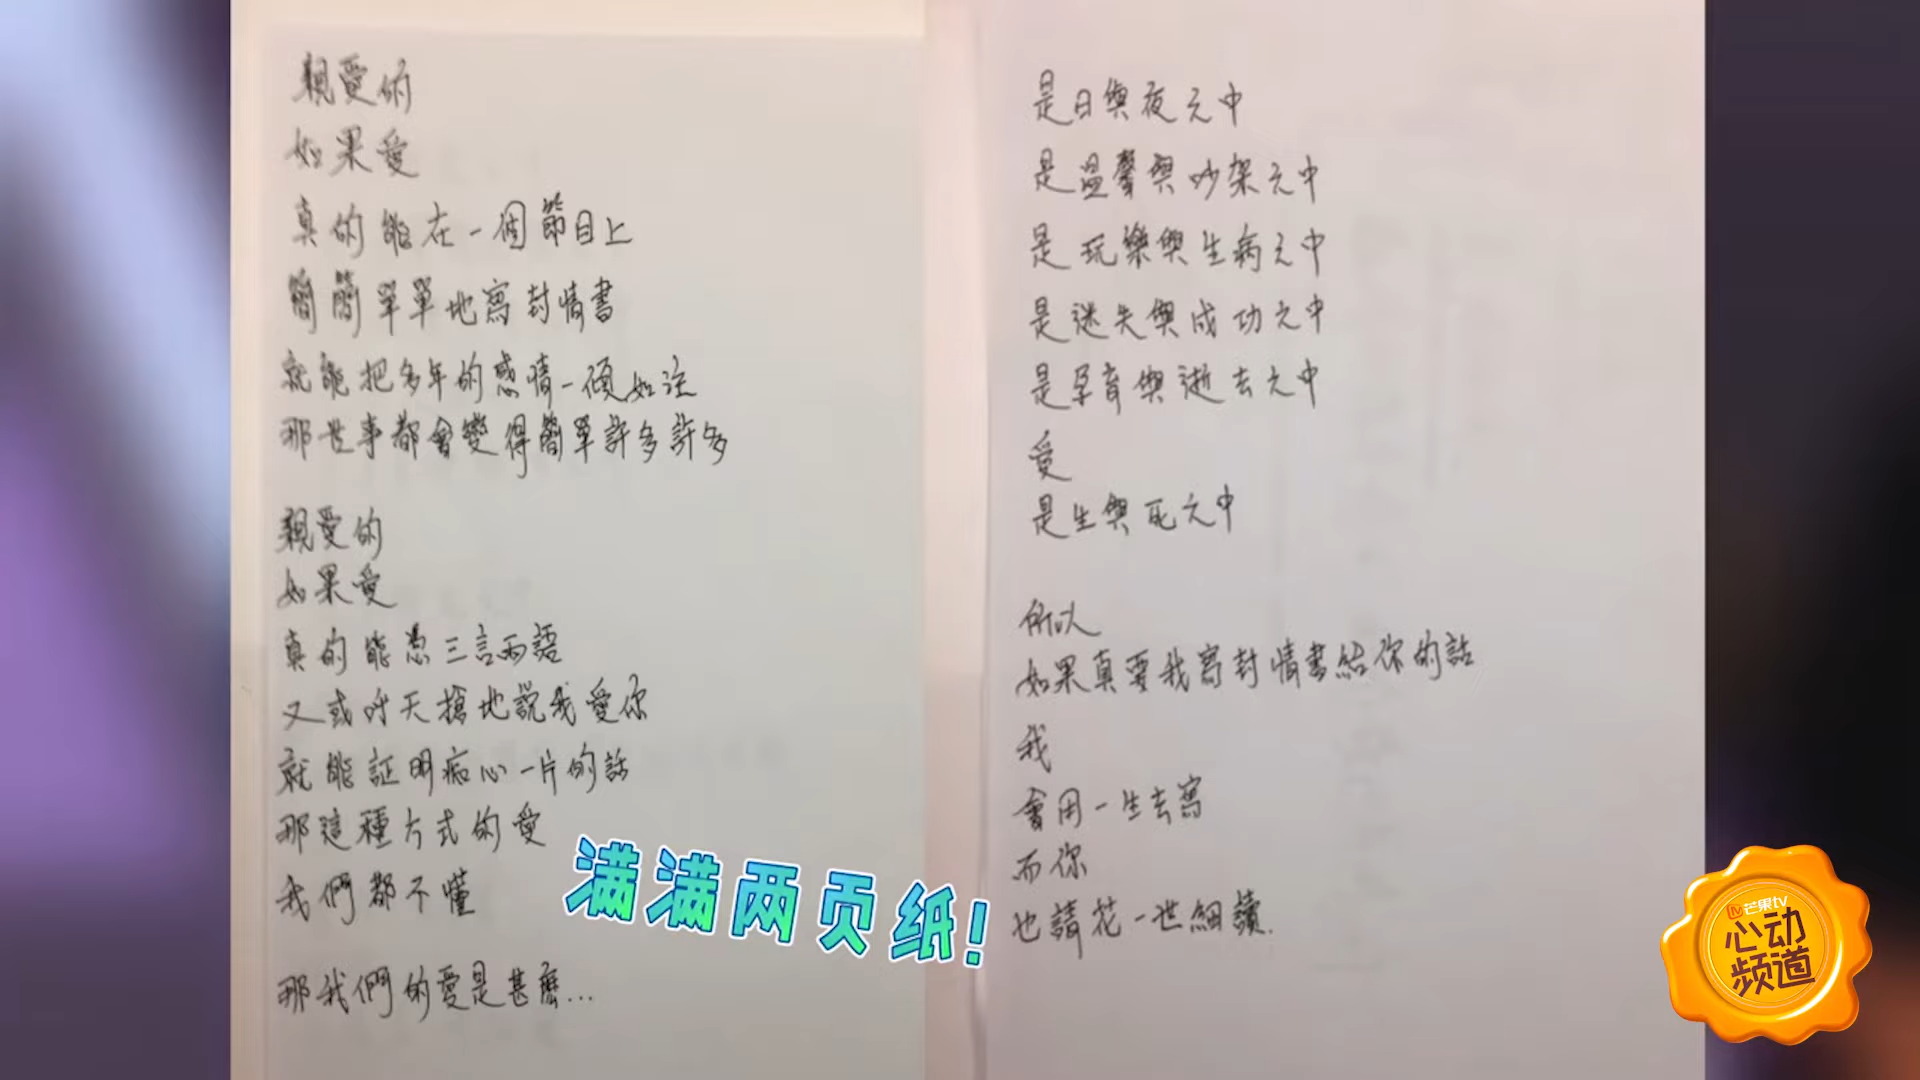 親愛的
如果愛
真的能在一個節目上
簡簡單單地寫封情書
就能把多年的感情一傾如注
那世事都會變得簡單許多許多
親愛的
如果愛
真的能憑三言兩語
又或呼天搶地說我愛你
就能証明痴心一片的話
那這種方式的愛
我們都不懂
那我們的愛是甚麼...
是日與夜之中
是溫馨與吵架之中
是玩樂與生病之中
是迷失與成功之中
是孕育與逝去之中
愛
是生與死之中
所以
如果真要我寫封情書給你的話
我
會用一生去寫
而你
也請花一世細讀.
满满两页纸!
芒果tv
心动
频道